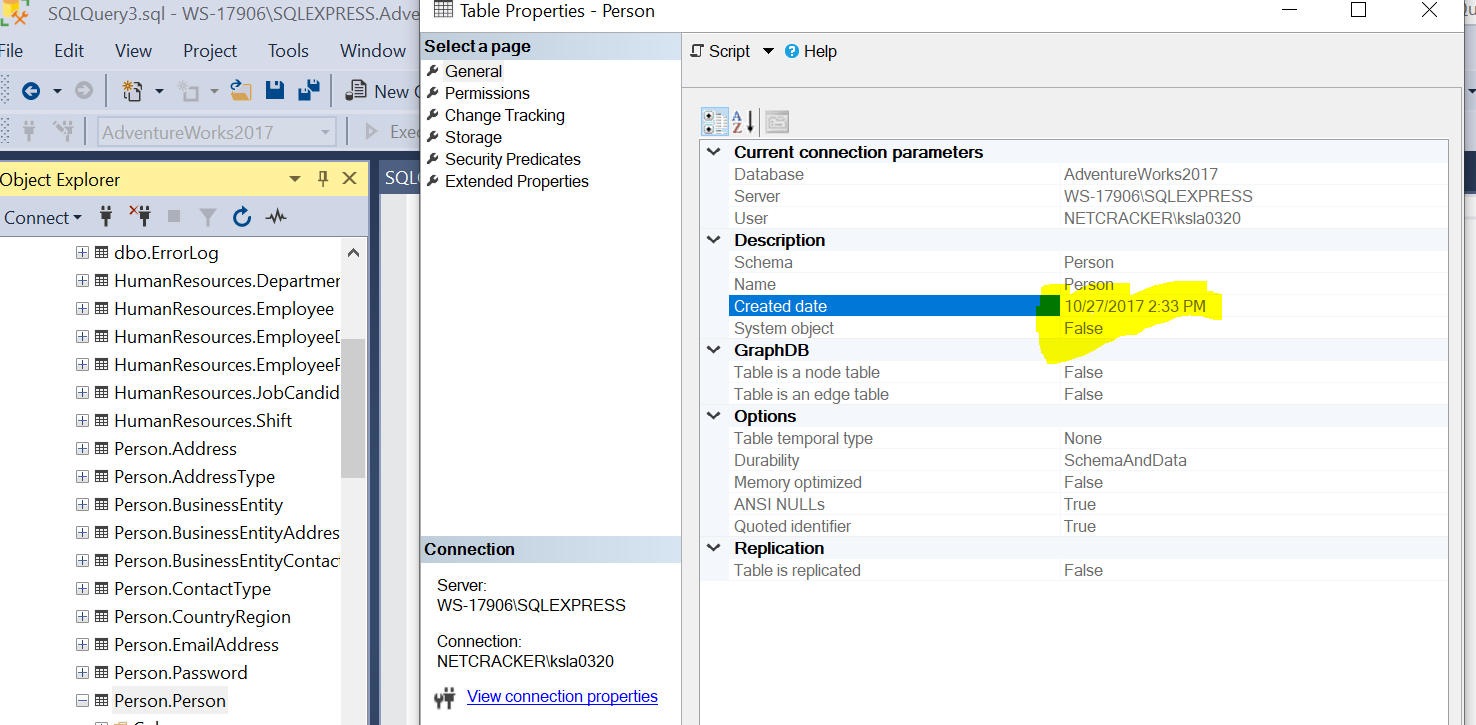 SQLQuery3.sql - WS-17906\SQLEXPRESS.Adve
File Edit View Project Tools Window
New
AdventureWorks2017
Exe
Object Explorer
SQL
Connect
dbo.ErrorLog
HumanResources.Departmer
HumanResources.Employee
HumanResources.EmployeeD
HumanResources.EmployeeP
HumanResources.JobCandid
HumanResources.Shift
Person.Address
Person.AddressType
Person.BusinessEntity
Person.BusinessEntityAddres
Person.BusinessEntityContact
Person.ContactType
Person.CountryRegion
Person.EmailAddress
Person.Password
Person.Person
Table Properties - Person
Select a page
General
Permissions
Change Tracking
Storage
Security Predicates
Extended Properties
Connection
Server:
WS-17906\SQLEXPRESS
Connection:
NETCRACKER\ksla0320
View connection properties
Script Help
Current connection parameters
Database AdventureWorks2017
Server WS-17906\SQLEXPRESS
User NETCRACKER\ksla0320
Description
Schema Person
Name Person
Created date 10/27/2017 2:33 PM
System object False
GraphDB
Table is a node table False
Table is an edge table False
Options
Table temporal type None
Durability SchemaAndData
Memory optimized False
ANSI NULLs True
Quoted identifier True
Replication
Table is replicated False